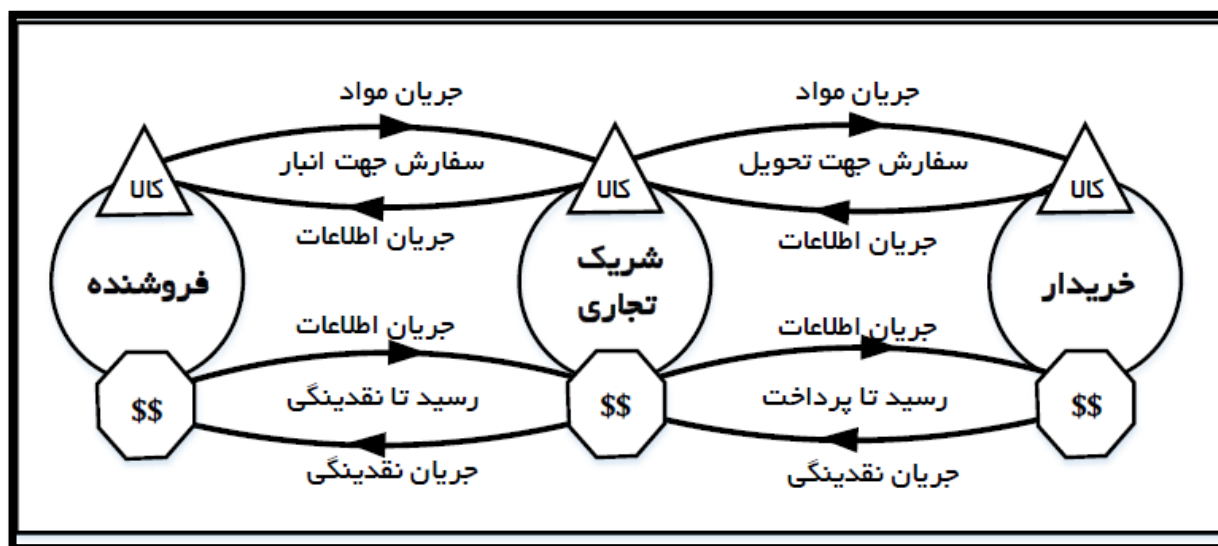 جریان مواد
جریان مواد
سفارش جهت تحویل
سفارش جهت انبار
کالا
کالا
کالا
جریان اطلاعات
جریان اطلاعات
خریدار
شریک
تجاری
فروشنده
جریان اطلاعات
جریان اطلاعات
رسید تا پرداخت
رسید تا نقدینگی
$$
$$
$$
جریان نقدینگی
جریان نقدینگی